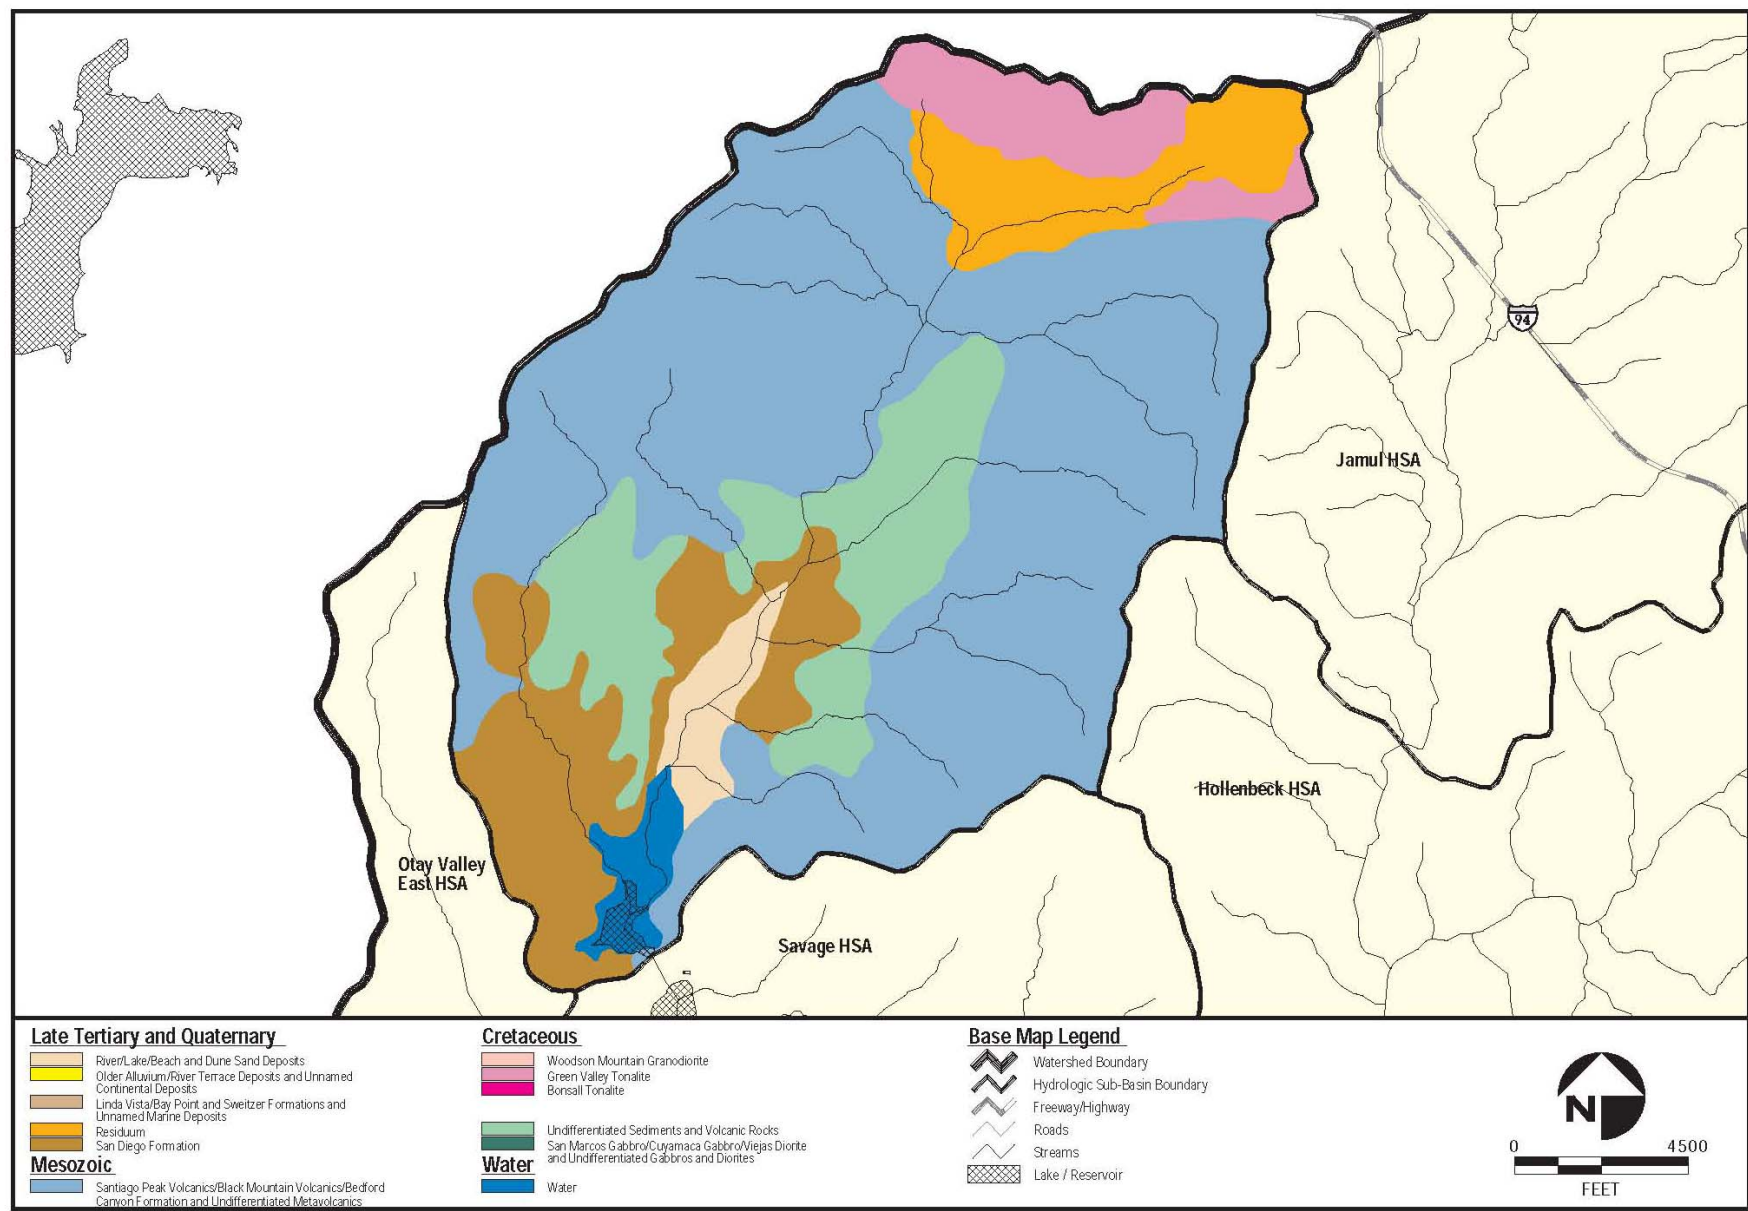 94
Jamul HSA
Hollenbeck HSA
Otay Valley
East HSA
Savage HSA
Late Tertiary and Quaternary
River/Lake/Beach and Dune Sand Deposits
Older Alluvium/River Terrace Deposits and Unnamed
Continental Deposits
Linda Vista/Bay Point and Sweitzer Formations and
Unnamed Marine Deposits
Residuum
San Diego Formation
Mesozoic
Santiago Peak Volcanics/Black Mountain Volcanics/Bedford
Canyon Formation and Undifferentiated Metavolcanics
Cretaceous
Woodson Mountain Granodiorite
Green Valley Tonalite
Bonsall Tonalite
Undifferentiated Sediments and Volcanic Rocks
San Marcos Gabbro/Cuyamaca Gabbro/Viejas Diorite
and Undifferentiated Gabbros and Diorites
Water
Water
Base Map Legend
Watershed Boundary
Hydrologic Sub-Basin Boundary
Freeway/Highway
Roads
Streams
Lake / Reservoir
N
0 4500
FEET